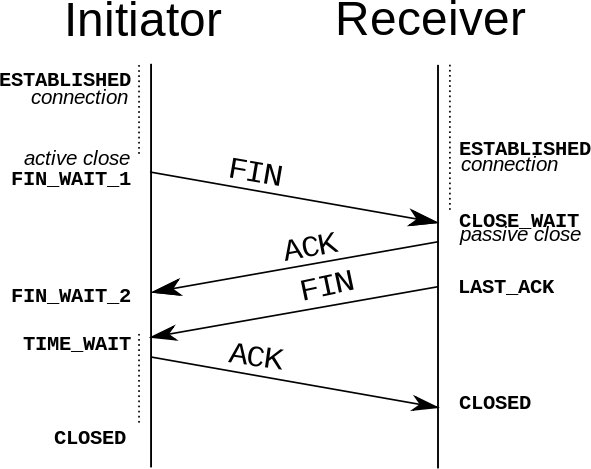 Initiator
Receiver
ESTABLISHED
connection
active close
FIN_WAIT_1
FIN
ESTABLISHED
connection
CLOSE_WAIT
passive close
ACK
FIN
LAST_ACK
FIN_WAIT_2
TIME_WAIT
ACK
CLOSED
CLOSED